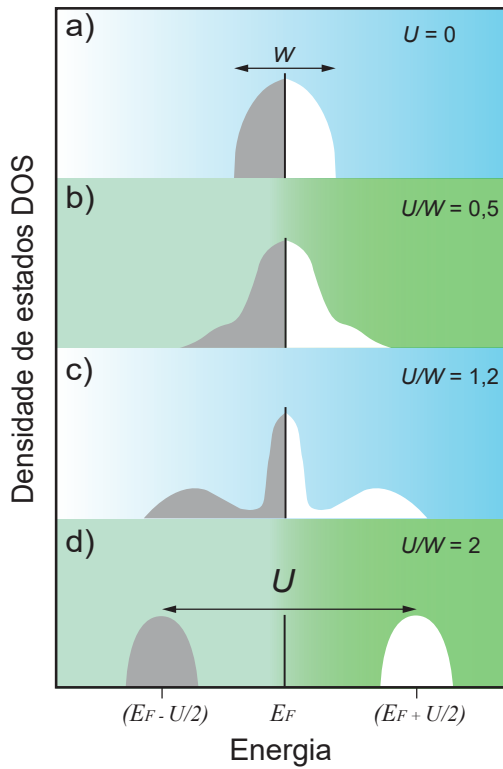 a)
U = 0
W
b)
U/W = 0,5
c)
U/W = 1,2
d)
U/W = 2
U
Densidade de estados DOS
(EF - U/2)
EF
(EF + U/2)
Energia